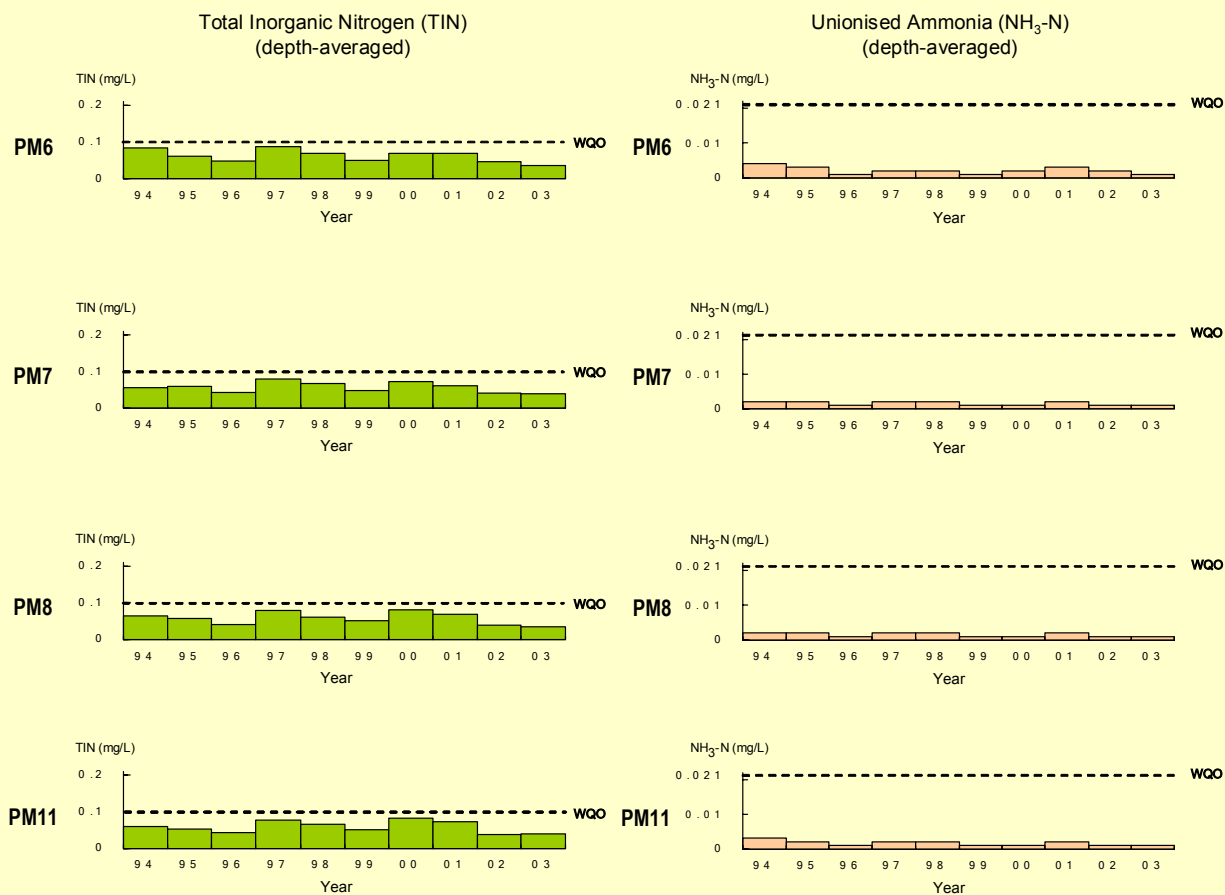 Total Inorganic Nitrogen (TIN)
(depth-averaged)
TIN (mg/L)
0.2
0.1
0
WQO
PM6
94 95 96 97 98 99 00 01 02 03
Year
TIN (mg/L)
0.2
0.1
0
WQO
PM7
94 95 96 97 98 99 00 01 02 03
Year
TIN (mg/L)
0.2
0.1
0
WQO
PM8
94 95 96 97 98 99 00 01 02 03
Year
TIN (mg/L)
0.2
0.1
0
WQO
PM11
94 95 96 97 98 99 00 01 02 03
Year
Unionised Ammonia (NH₃-N)
(depth-averaged)
NH₃-N (mg/L)
0.021
0.01
0
WQO
PM6
94 95 96 97 98 99 00 01 02 03
Year
NH₃-N (mg/L)
0.021
0.01
0
WQO
PM7
94 95 96 97 98 99 00 01 02 03
Year
NH₃-N (mg/L)
0.021
0.01
0
WQO
PM8
94 95 96 97 98 99 00 01 02 03
Year
NH₃-N (mg/L)
0.021
0.01
0
WQO
PM11
94 95 96 97 98 99 00 01 02 03
Year